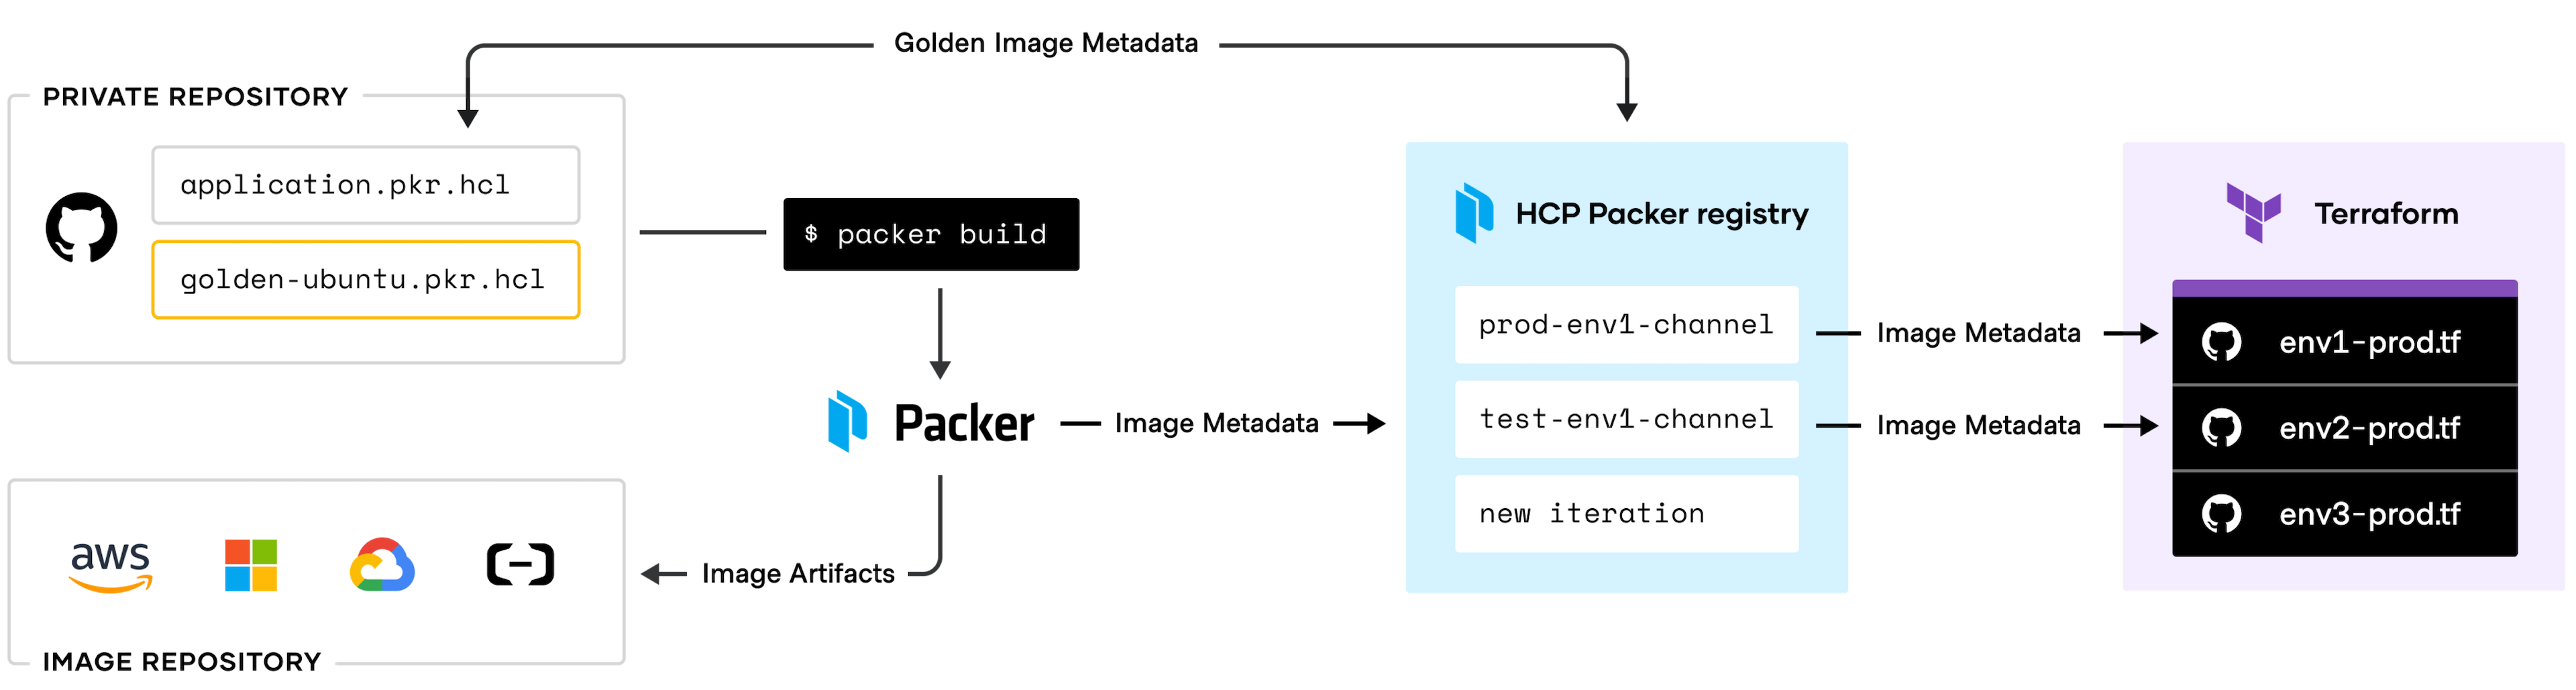 Golden Image Metadata
PRIVATE REPOSITORY
application.pkr.hcl
golden-ubuntu.pkr.hcl
$ packer build
Packer
Image Metadata
Image Artifacts
aws
IMAGE REPOSITORY
HCP Packer registry
prod-env1-channel
test-env1-channel
new iteration
Image Metadata
Image Metadata
Terraform
env1-prod.tf
env2-prod.tf
env3-prod.tf